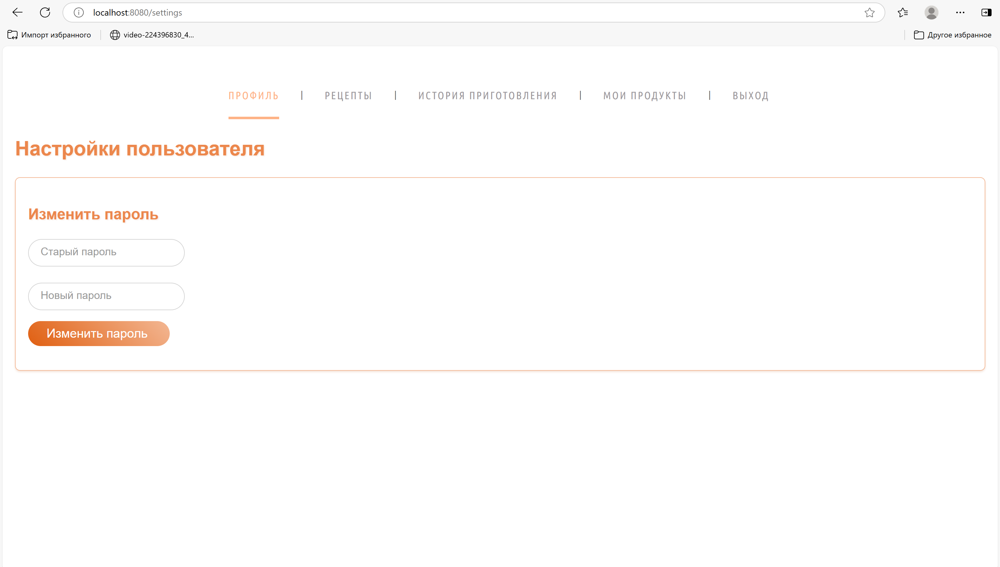 localhost:8080/settings
Импорт избранного | video-224396830_4... | Другое избранное
ПРОФИЛЬ | РЕЦЕПТЫ | ИСТОРИЯ ПРИГОТОВЛЕНИЯ | МОИ ПРОДУКТЫ | ВЫХОД
Настройки пользователя
Изменить пароль
Старый пароль
Новый пароль
Изменить пароль